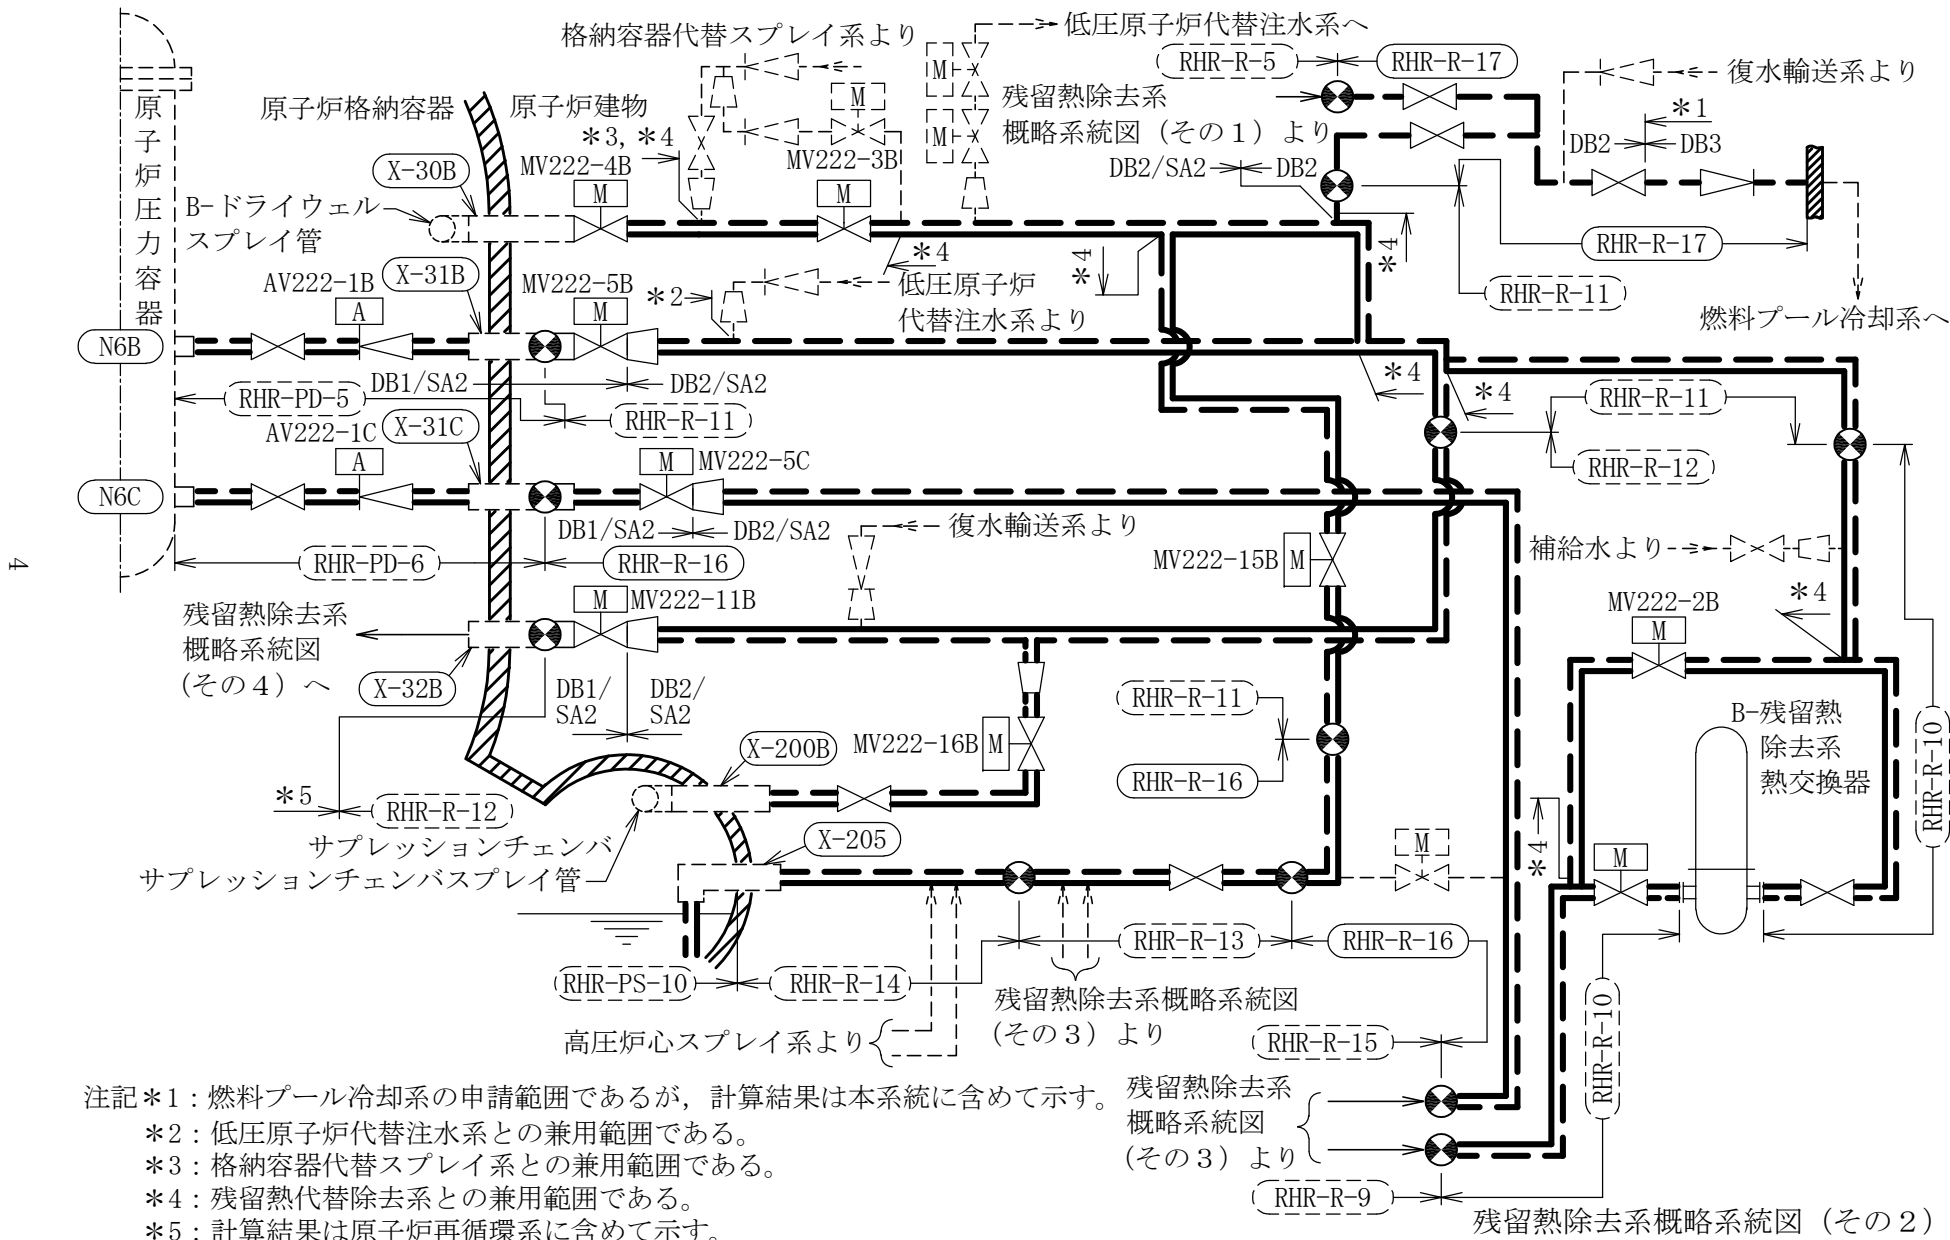 格納容器代替スプレイ系より
低圧原子炉代替注水系へ
RHR-R-5
RHR-R-17
復水輸送系より
原子炉圧力容器
原子炉格納容器
原子炉建物
残留熱除去系
概略系統図（その１）より
M
M
M
＊3, ＊4
＊1
DB2
DB3
X-30B
MV222-4B
MV222-3B
DB2/SA2
DB2
B-ドライウェル
スプレイ管
M
M
RHR-R-17
＊4
＊4
＊4
AV222-1B
X-31B
MV222-5B
＊2
低圧原子炉
代替注水系より
RHR-R-11
燃料プール冷却系へ
A
M
N6B
DB1/SA2
DB2/SA2
＊4
＊4
RHR-PD-5
RHR-R-11
RHR-R-11
AV222-1C
X-31C
RHR-R-12
A
M
MV222-5C
N6C
DB1/SA2
DB2/SA2
復水輸送系より
補給水より
RHR-PD-6
RHR-R-16
MV222-15B
M
4
残留熱除去系
概略系統図
（その４）へ
M
MV222-11B
＊4
MV222-2B
M
X-32B
DB1/
SA2
DB2/
SA2
RHR-R-11
B-残留熱
除去系
熱交換器
RHR-R-10
X-200B
MV222-16B
M
RHR-R-16
＊5
RHR-R-12
サプレッションチェンバ
サプレッションチェンバスプレイ管
X-205
M
＊4
M
RHR-R-13
RHR-R-16
RHR-PS-10
RHR-R-14
残留熱除去系概略系統図
（その３）より
高圧炉心スプレイ系より
RHR-R-15
RHR-R-10
残留熱除去系
概略系統図
（その３）より
RHR-R-9
注記＊1：燃料プール冷却系の申請範囲であるが，計算結果は本系統に含めて示す。
＊2：低圧原子炉代替注水系との兼用範囲である。
＊3：格納容器代替スプレイ系との兼用範囲である。
＊4：残留熱代替除去系との兼用範囲である。
＊5：計算結果は原子炉再循環系に含めて示す。
残留熱除去系概略系統図（その２）